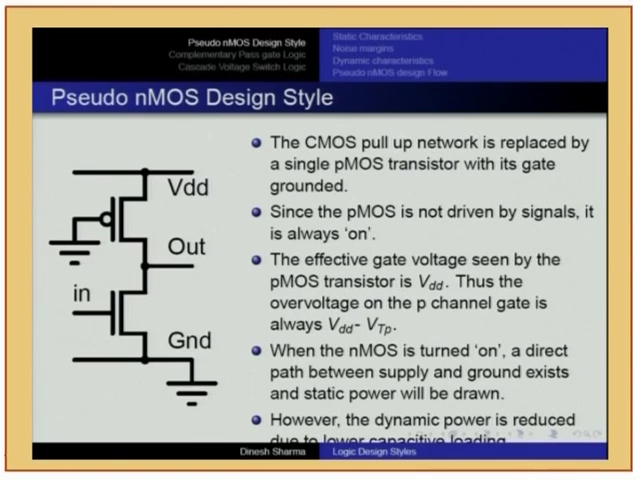 Pseudo nMOS Design Style
Complementary Pass gate Logic
Cascade Voltage Switch Logic
Static Characteristics
Noise margins
Dynamic characteristics
Pseudo nMOS design Flow
Pseudo nMOS Design Style
Vdd
Out
in
Gnd
The CMOS pull up network is replaced by
a single pMOS transistor with its gate
grounded.
Since the pMOS is not driven by signals, it
is always ‘on’.
The effective gate voltage seen by the
pMOS transistor is Vdd. Thus the
overvoltage on the p channel gate is
always Vdd- VTp.
When the nMOS is turned ‘on’, a direct
path between supply and ground exists
and static power will be drawn.
However, the dynamic power is reduced
due to lower capacitive loading
Dinesh Sharma
Logic Design Styles